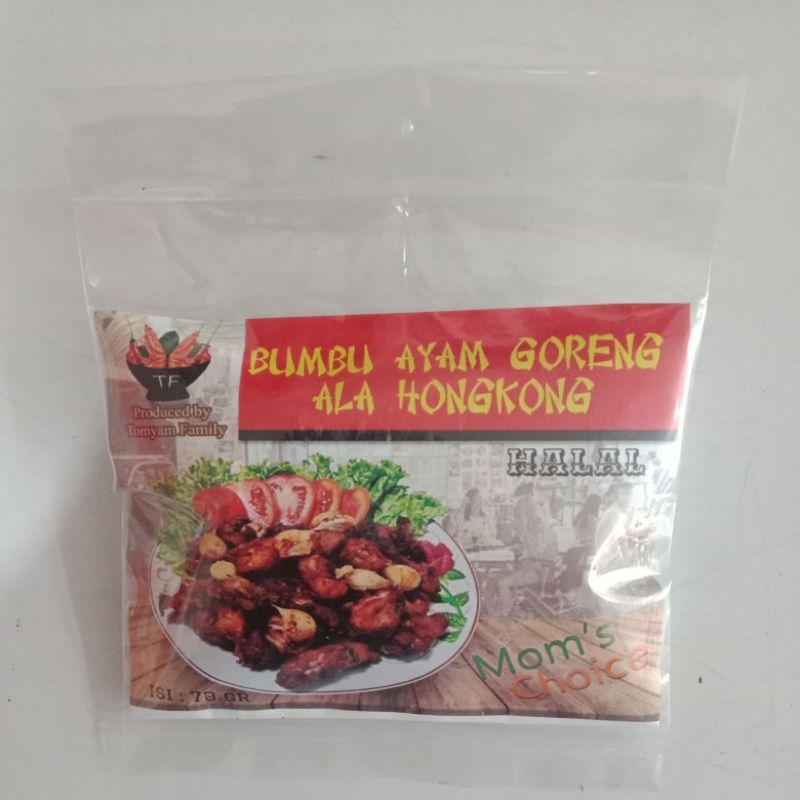 TF
Produced by
Tomyam Family
BUMBU AYAM GORENG
ALA HONGKONG
HALAL
Mom's
Choice
ISI : 70 GR